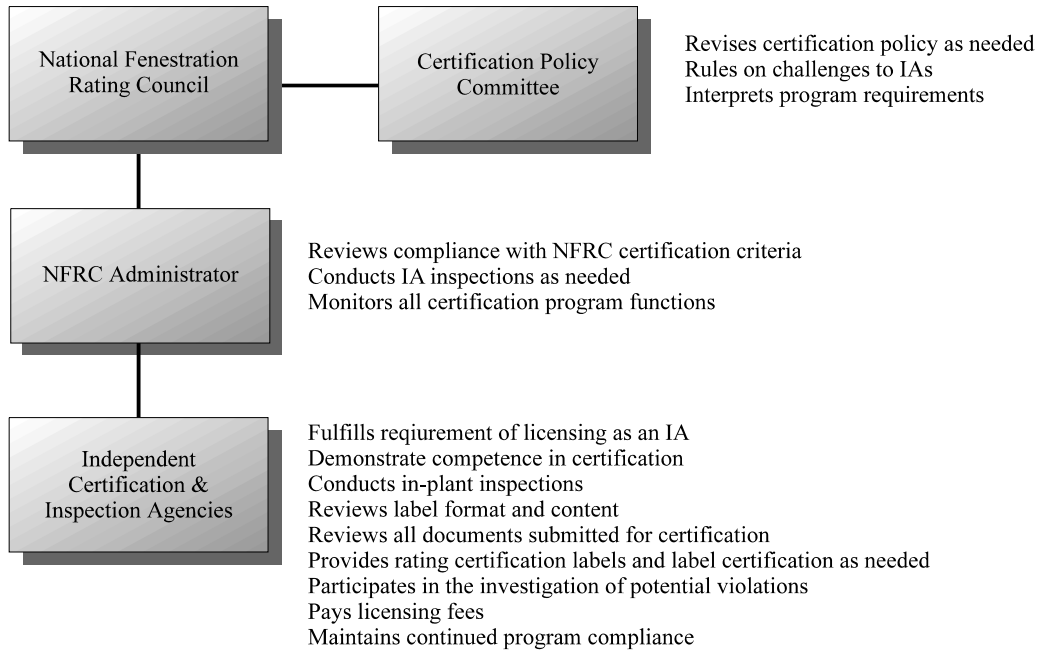 National Fenestration
Rating Council
Certification Policy
Committee
Revises certification policy as needed
Rules on challenges to IAs
Interprets program requirements
NFRC Administrator
Reviews compliance with NFRC certification criteria
Conducts IA inspections as needed
Monitors all certification program functions
Independent
Certification &
Inspection Agencies
Fulfills reqiurement of licensing as an IA
Demonstrate competence in certification
Conducts in-plant inspections
Reviews label format and content
Reviews all documents submitted for certification
Provides rating certification labels and label certification as needed
Participates in the investigation of potential violations
Pays licensing fees
Maintains continued program compliance